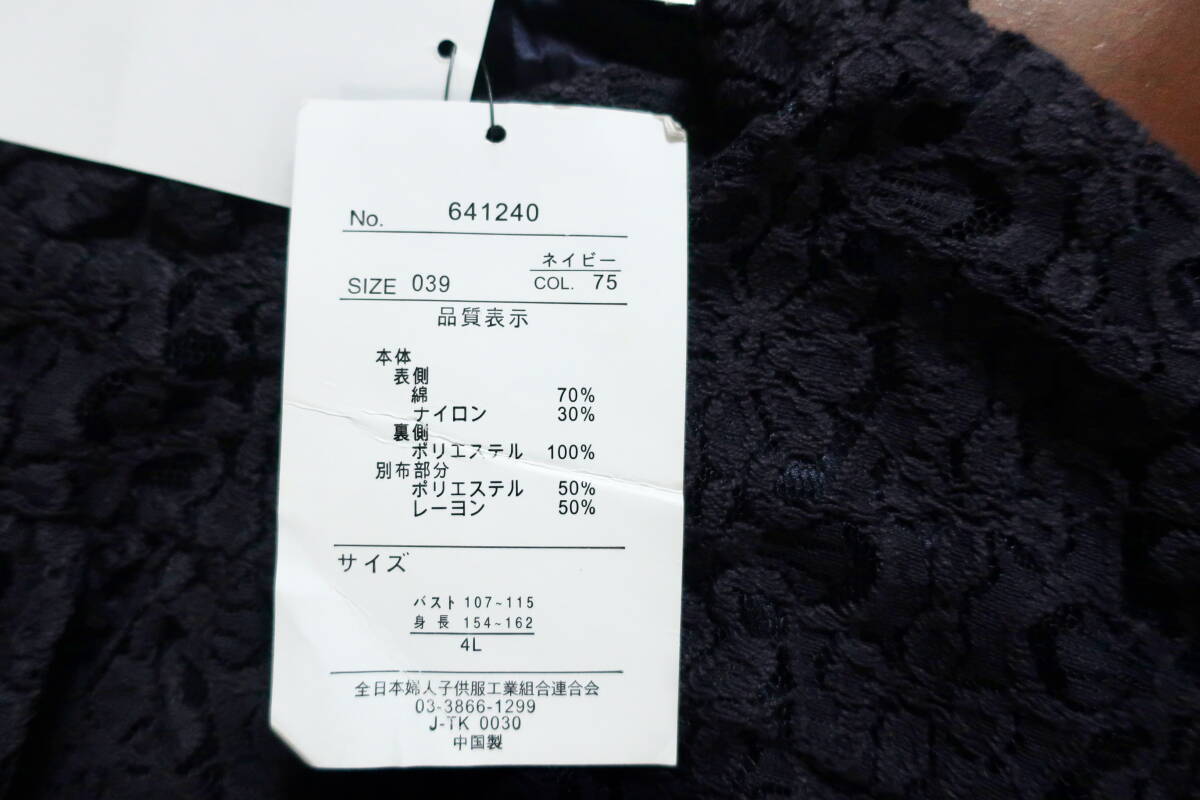 No. 641240
ネイビー
SIZE 039 COL. 75
品質表示
本体
表側
綿 70%
ナイロン 30%
裏側
ポリエステル 100%
別布部分
ポリエステル 50%
レーヨン 50%
サイズ
バスト 107~115
身長 154~162
4L
全日本婦人子供服工業組合連合会
03-3866-1299
J-TK 0030
中国製